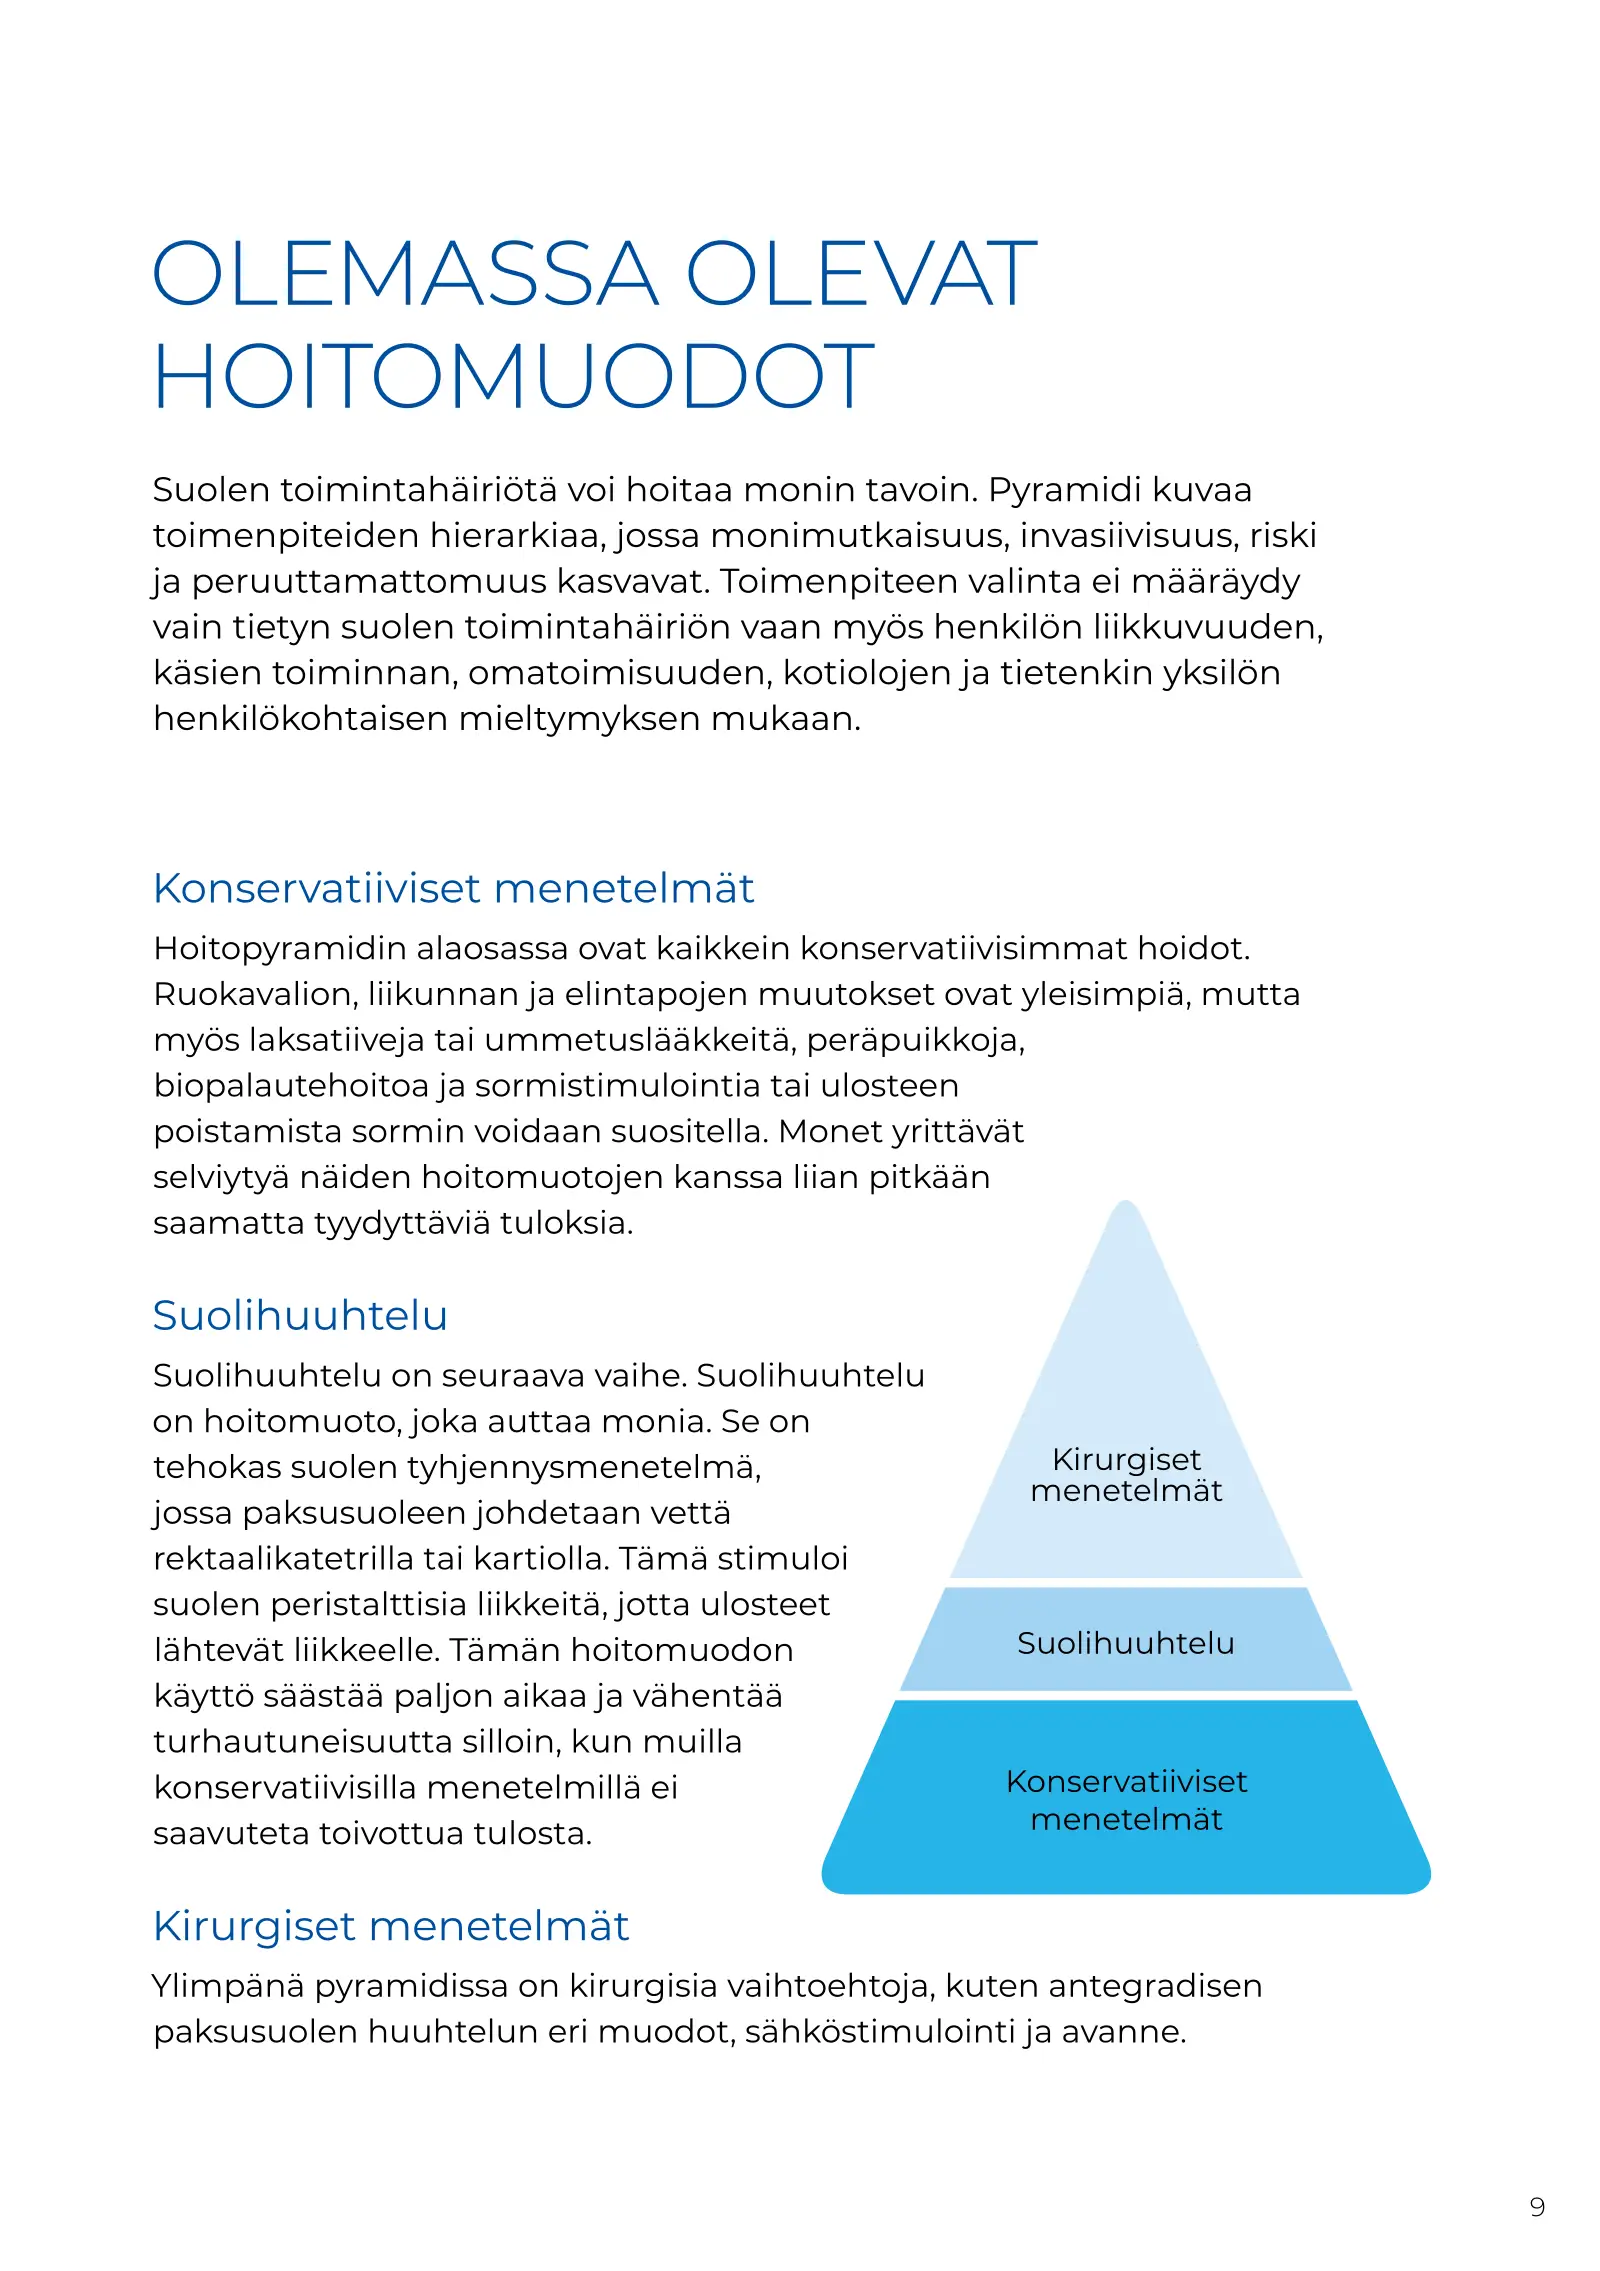 OLEMASSA OLEVAT
HOITOMUODOT
Suolen toimintahäiriötä voi hoitaa monin tavoin. Pyramidi kuvaa
toimenpiteiden hierarkiaa, jossa monimutkaisuus, invasiivisuus, riski
ja peruuttamattomuus kasvavat. Toimenpiteen valinta ei määräydy
vain tietyn suolen toimintahäiriön vaan myös henkilön liikkuvuuden,
käsien toiminnan, omatoimisuuden, kotiolojen ja tietenkin yksilön
henkilökohtaisen mieltymyksen mukaan.
Konservatiiviset menetelmät
Hoitopyramidin alaosassa ovat kaikkein konservatiivisimmat hoidot.
Ruokavalion, liikunnan ja elintapojen muutokset ovat yleisimpiä, mutta
myös laksatiiveja tai ummetuslääkkeitä, peräpuikkoja,
biopalautehoitoa ja sormistimulointia tai ulosteen
poistamista sormin voidaan suositella. Monet yrittävät
selviytyä näiden hoitomuotojen kanssa liian pitkään
saamatta tyydyttäviä tuloksia.
Suolihuuhtelu
Suolihuuhtelu on seuraava vaihe. Suolihuuhtelu
on hoitomuoto, joka auttaa monia. Se on
tehokas suolen tyhjennysmenetelmä,
jossa paksusuoleen johdetaan vettä
rektaalikatetrilla tai kartiolla. Tämä stimuloi
suolen peristalttisia liikkeitä, jotta ulosteet
lähtevät liikkeelle. Tämän hoitomuodon
käyttö säästää paljon aikaa ja vähentää
turhautuneisuutta silloin, kun muilla
konservatiivisilla menetelmillä ei
saavuteta toivottua tulosta.
Kirurgiset
menetelmät
Suolihuuhtelu
Konservatiiviset
menetelmät
Kirurgiset menetelmät
Ylimpänä pyramidissa on kirurgisia vaihtoehtoja, kuten antegradisen
paksusuolen huuhtelun eri muodot, sähköstimulointi ja avanne.
9